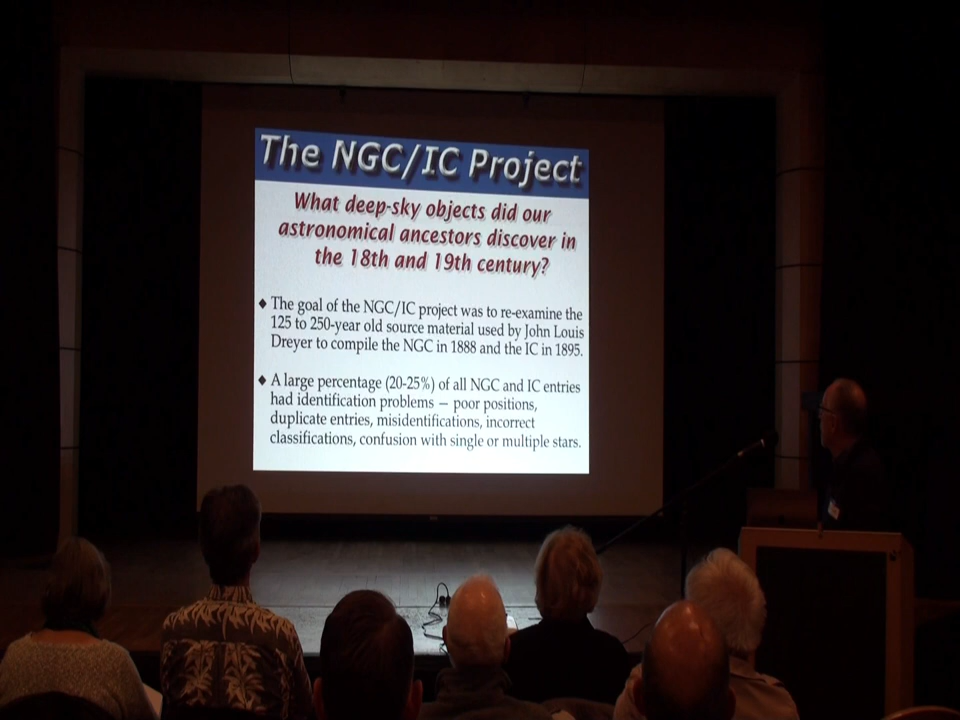 The NGC/IC Project
What deep-sky objects did our
astronomical ancestors discover in
the 18th and 19th century?
◆ The goal of the NGC/IC project was to re-examine the
125 to 250-year old source material used by John Louis
Dreyer to compile the NGC in 1888 and the IC in 1895.
◆ A large percentage (20-25%) of all NGC and IC entries
had identification problems — poor positions,
duplicate entries, misidentifications, incorrect
classifications, confusion with single or multiple stars.